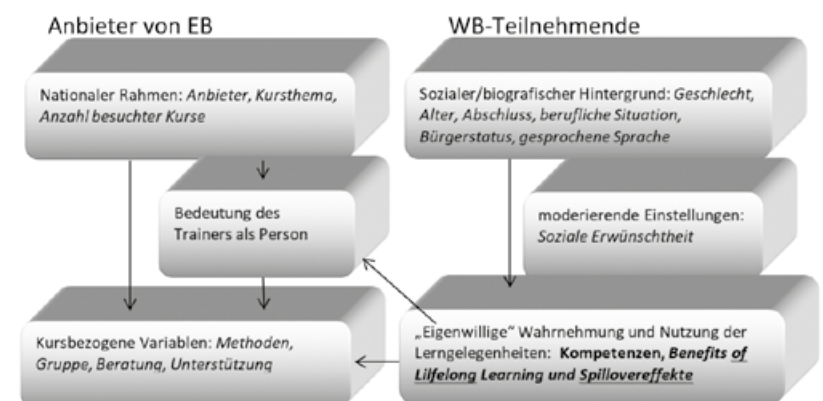 Anbieter von EB
Nationaler Rahmen: Anbieter, Kursthema,
Anzahl besuchter Kurse
Bedeutung des
Trainers als Person
Kursbezogene Variablen: Methoden,
Gruppe, Beratung, Unterstützung
WB-Teilnehmende
Sozialer/biografischer Hintergrund: Geschlecht,
Alter, Abschluss, berufliche Situation,
Bürgerstatus, gesprochene Sprache
moderierende Einstellungen:
Soziale Erwünschtheit
„Eigenwillige“ Wahrnehmung und Nutzung der
Lerngelegenheiten: Kompetenzen, Benefits of
Lilfelong Learning und Spillovereffekte